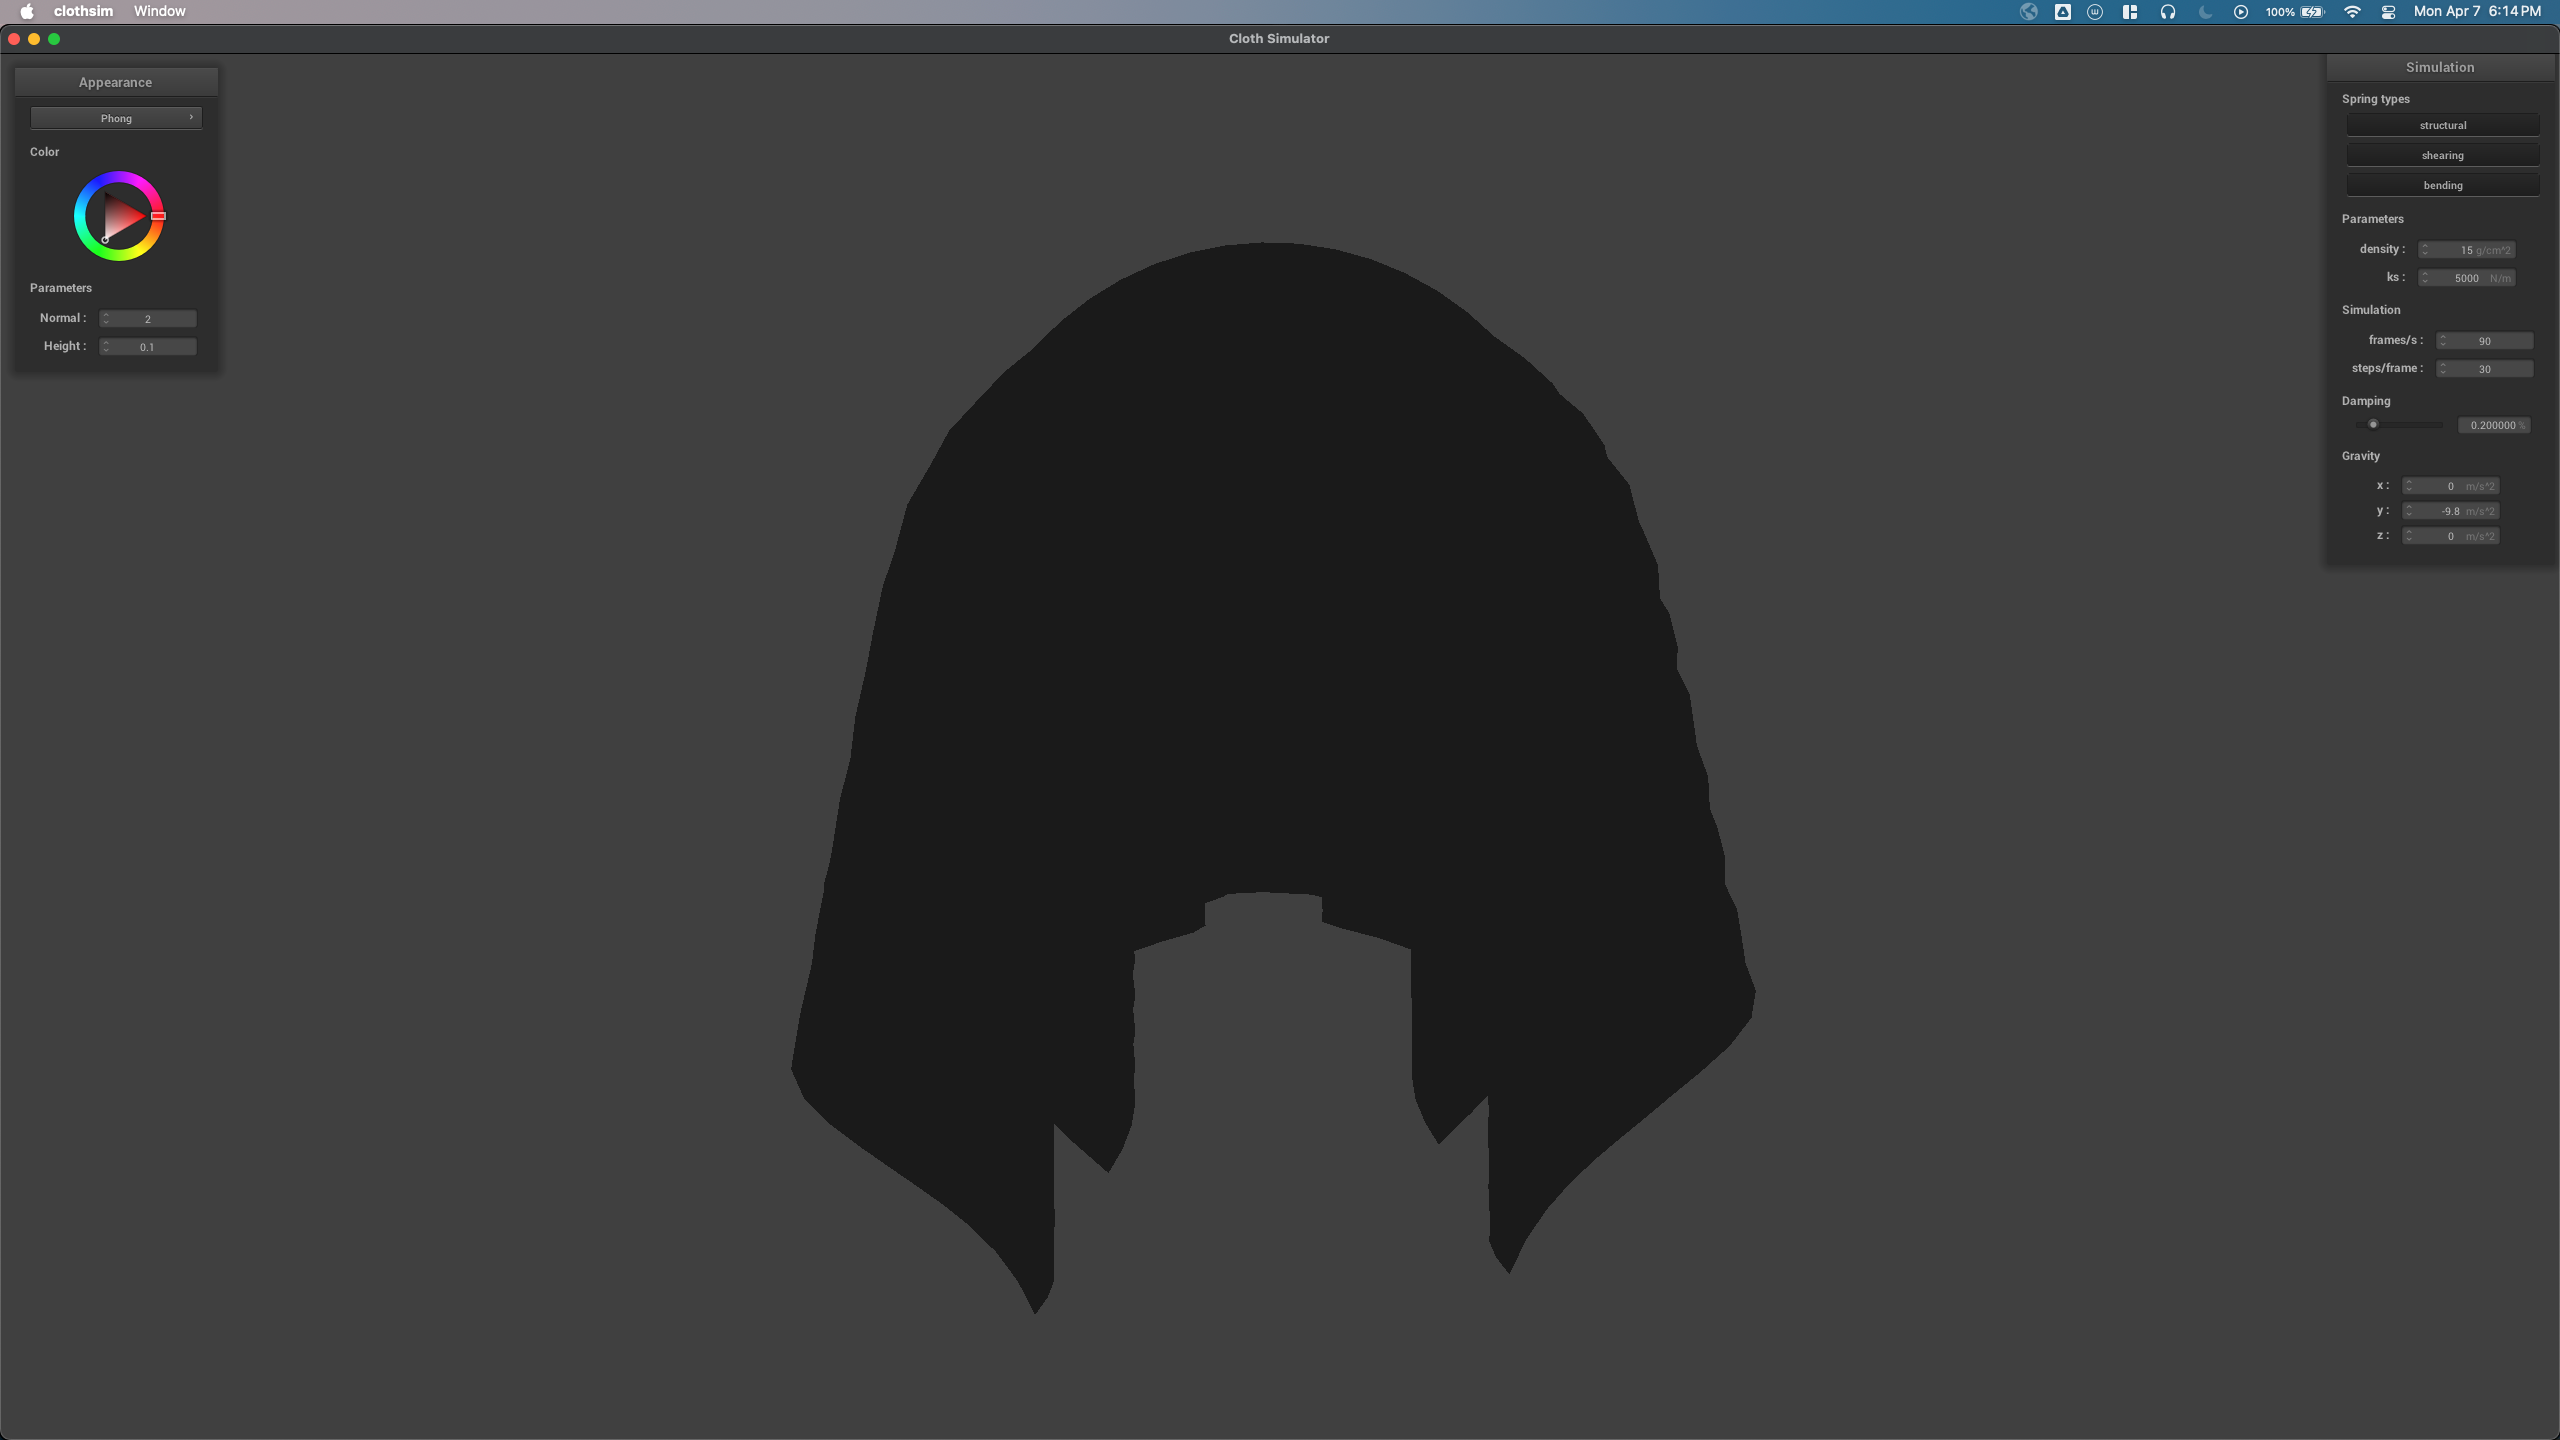 clothsim Window
100% Mon Apr 7 6:14 PM
Cloth Simulator
Appearance
Phong
Color
Parameters
Normal : 2
Height : 0.1
Simulation
Spring types
structural
shearing
bending
Parameters
density : 15 g/cm^2
ks : 5000 N/m
Simulation
frames/s : 90
steps/frame : 30
Damping
0.200000 %
Gravity
x : 0 m/s^2
y : -9.8 m/s^2
z : 0 m/s^2